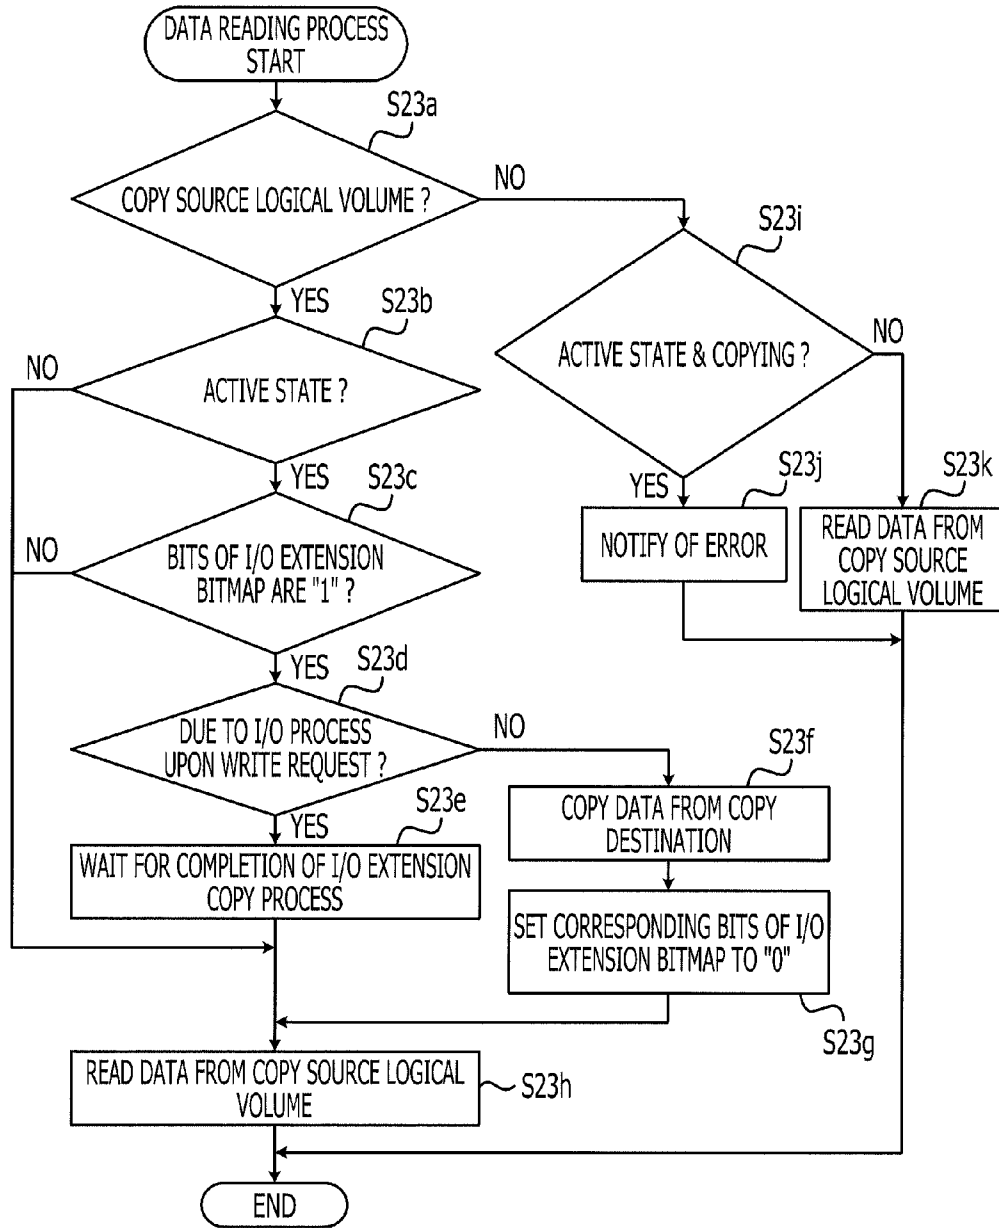 DATA READING PROCESS
START
S23a
COPY SOURCE LOGICAL VOLUME ?
NO
YES
S23i
ACTIVE STATE & COPYING ?
NO
YES
S23b
ACTIVE STATE ?
NO
YES
S23j
NOTIFY OF ERROR
S23k
READ DATA FROM
COPY SOURCE
LOGICAL VOLUME
S23c
BITS OF I/O EXTENSION
BITMAP ARE "1" ?
NO
YES
S23d
DUE TO I/O PROCESS
UPON WRITE REQUEST ?
NO
YES
S23e
WAIT FOR COMPLETION OF I/O EXTENSION
COPY PROCESS
S23f
COPY DATA FROM COPY
DESTINATION
SET CORRESPONDING BITS OF I/O
EXTENSION BITMAP TO "0"
S23g
READ DATA FROM COPY SOURCE LOGICAL
VOLUME
S23h
END